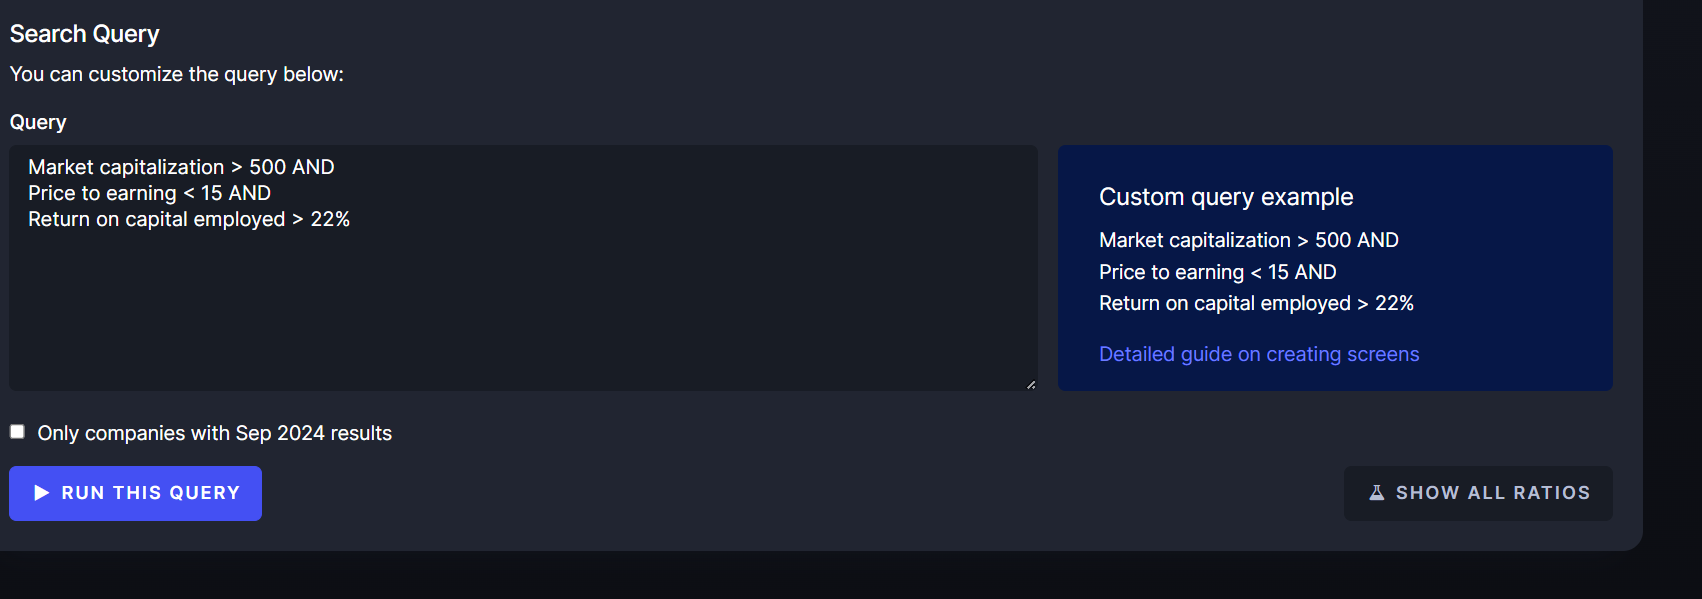 Search Query
You can customize the query below:
Query
Market capitalization > 500 AND
Price to earning < 15 AND
Return on capital employed > 22%
Custom query example
Market capitalization > 500 AND
Price to earning < 15 AND
Return on capital employed > 22%
Detailed guide on creating screens
Only companies with Sep 2024 results
RUN THIS QUERY
SHOW ALL RATIOS